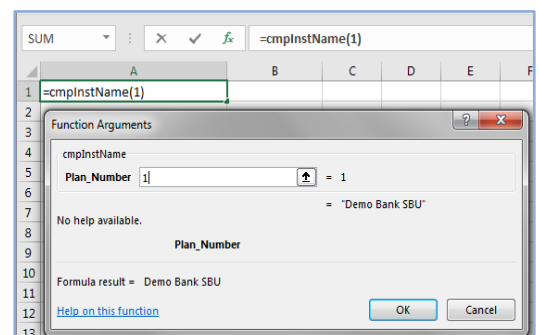 SUM fx =cmpInstName(1)
A B C D E F
1 =cmpInstName(1)
2
Function Arguments ? X
3
4 cmpInstName
5 Plan_Number 1 = 1
6
7 = "Demo Bank SBU"
No help available.
8
9 Plan_Number
10
Formula result = Demo Bank SBU
11
12 Help on this function OK Cancel
13